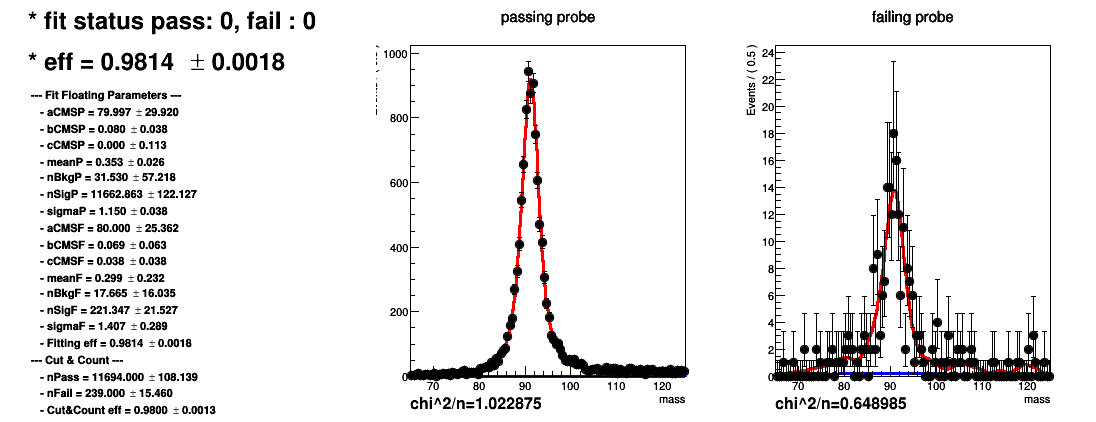 * fit status pass: 0, fail : 0
* eff = 0.9814 ± 0.0018
--- Fit Floating Parameters ---
- aCMSP = 79.997 ± 29.920
- bCMSP = 0.080 ± 0.038
- cCMSP = 0.000 ± 0.113
- meanP = 0.353 ± 0.026
- nBkgP = 31.530 ± 57.218
- nSigP = 11662.863 ± 122.127
- sigmaP = 1.150 ± 0.038
- aCMSF = 80.000 ± 25.362
- bCMSF = 0.069 ± 0.063
- cCMSF = 0.038 ± 0.038
- meanF = 0.299 ± 0.232
- nBkgF = 17.665 ± 16.035
- nSigF = 221.347 ± 21.527
- sigmaF = 1.407 ± 0.289
- Fitting eff = 0.9814 ± 0.0018
--- Cut & Count ---
- nPass = 11694.000 ± 108.139
- nFail = 239.000 ± 15.460
- Cut&Count eff = 0.9800 ± 0.0013
passing probe
1000
800
600
400
200
0
70 80 90 100 110 120
mass
chi^2/n=1.022875
failing probe
Events / ( 0.5 )
24
22
20
18
16
14
12
10
8
6
4
2
0
70 80 90 100 110 120
mass
chi^2/n=0.648985